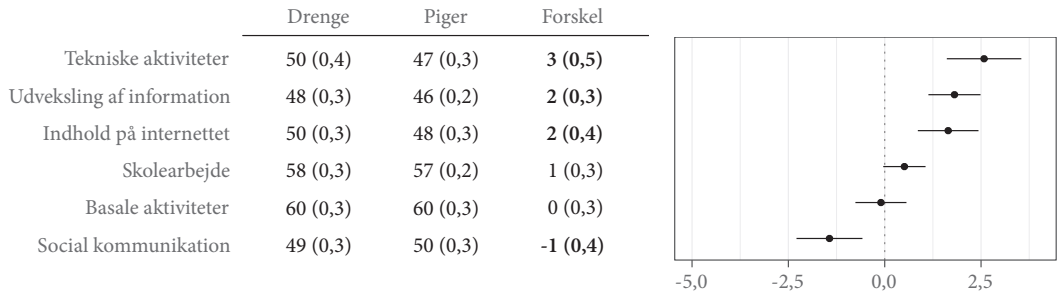 Drenge Piger Forskel
Tekniske aktiviteter 50 (0,4) 47 (0,3) 3 (0,5)
Udveksling af information 48 (0,3) 46 (0,2) 2 (0,3)
Indhold på internettet 50 (0,3) 48 (0,3) 2 (0,4)
Skolearbejde 58 (0,3) 57 (0,2) 1 (0,3)
Basale aktiviteter 60 (0,3) 60 (0,3) 0 (0,3)
Social kommunikation 49 (0,3) 50 (0,3) -1 (0,4)
-5,0 -2,5 0,0 2,5